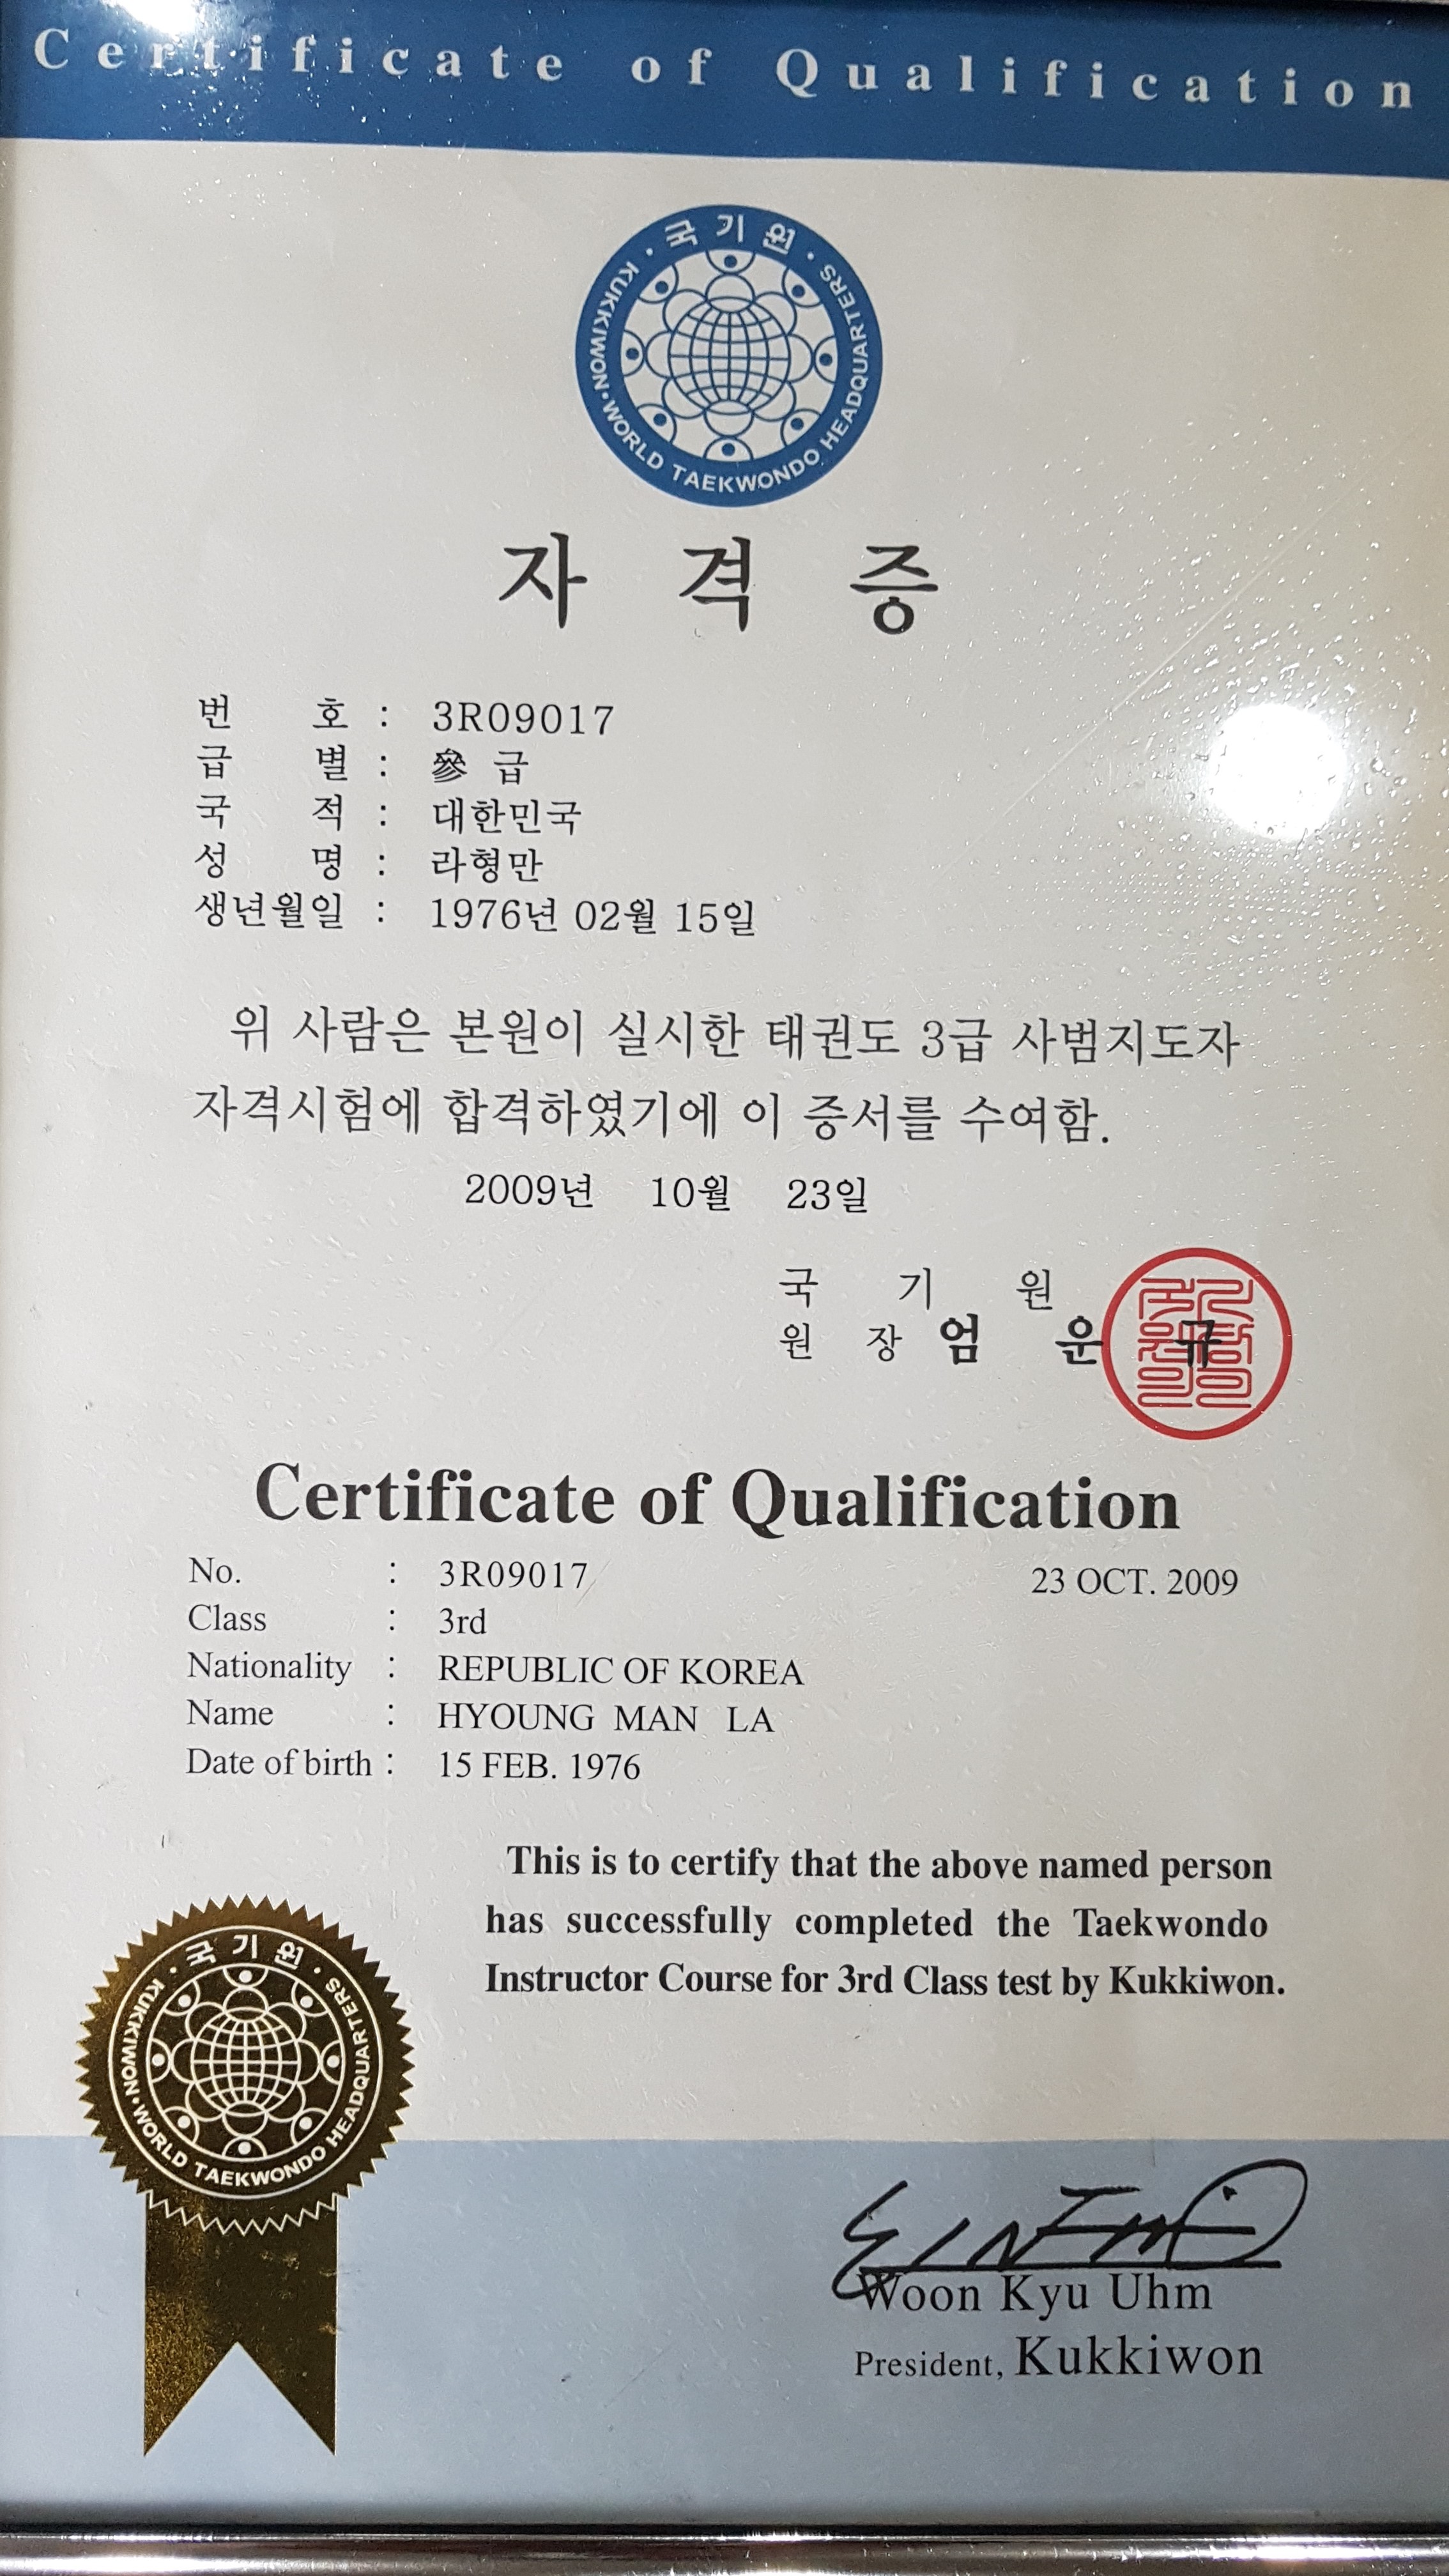 Certificate of Qualification
국기원
KUKKIWON · WORLD TAEKWONDO HEADQUARTERS
자 격 증
번 호 : 3R09017
급 별 : 參 급
국 적 : 대한민국
성 명 : 라형만
생년월일 : 1976년 02월 15일
위 사람은 본원이 실시한 태권도 3급 사범지도자
자격시험에 합격하였기에 이 증서를 수여함.
2009년 10월 23일
국 기 원
원 장 엄 운 규
Certificate of Qualification
No. : 3R09017 23 OCT. 2009
Class : 3rd
Nationality : REPUBLIC OF KOREA
Name : HYOUNG MAN LA
Date of birth : 15 FEB. 1976
This is to certify that the above named person
has successfully completed the Taekwondo
Instructor Course for 3rd Class test by Kukkiwon.
국기원
KUKKIWON · WORLD TAEKWONDO HEADQUARTERS
Woon Kyu Uhm
President, Kukkiwon